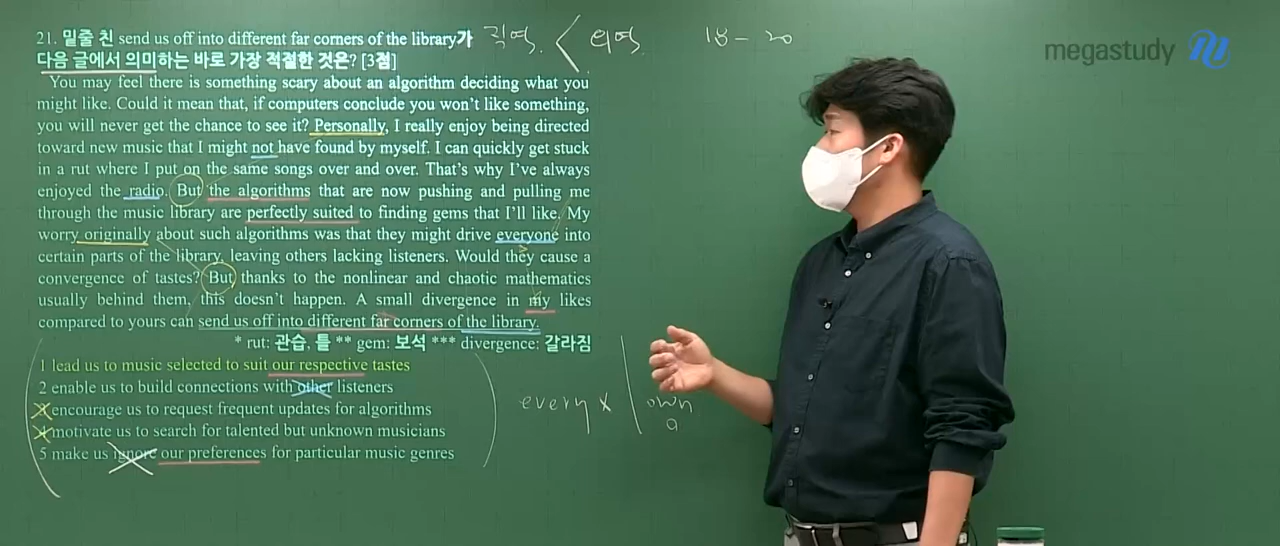 21. 밑줄 친 send us off into different far corners of the library가 직역. < 의역. 18 - 20
megastudy
다음 글에서 의미하는 바로 가장 적절한 것은? [3점]
You may feel there is something scary about an algorithm deciding what you
might like. Could it mean that, if computers conclude you won't like something,
you will never get the chance to see it? Personally, I really enjoy being directed
toward new music that I might not have found by myself. I can quickly get stuck
in a rut where I put on the same songs over and over. That's why I've always
enjoyed the radio. But the algorithms that are now pushing and pulling me
through the music library are perfectly suited to finding gems that I'll like. My
worry originally about such algorithms was that they might drive everyone into
certain parts of the library, leaving others lacking listeners. Would they cause a
convergence of tastes? But thanks to the nonlinear and chaotic mathematics
usually behind them, this doesn't happen. A small divergence in my likes
compared to yours can send us off into different far corners of the library.
* rut: 관습, 틀 ** gem: 보석 *** divergence: 갈라짐
1 lead us to music selected to suit our respective tastes
2 enable us to build connections with other listeners
3 encourage us to request frequent updates for algorithms
4 motivate us to search for talented but unknown musicians
5 make us ignore our preferences for particular music genres
every x | own
a